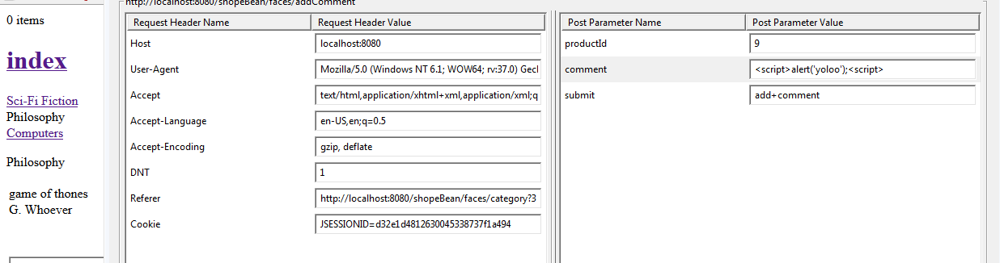 http://localhost:8080/shopeBean/faces/addComment
0 items
index
Sci-Fi Fiction
Philosophy
Computers
Philosophy
game of thones
G. Whoever
Request Header Name Request Header Value
Host localhost:8080
User-Agent Mozilla/5.0 (Windows NT 6.1; WOW64; rv:37.0) Gecl
Accept text/html,application/xhtml+xml,application/xml;q
Accept-Language en-US,en;q=0.5
Accept-Encoding gzip, deflate
DNT 1
Referer http://localhost:8080/shopeBean/faces/category?3
Cookie JSESSIONID=d32e1d4812630045338737f1a494
Post Parameter Name Post Parameter Value
productId 9
comment <script>alert('yoloo');<script>
submit add+comment